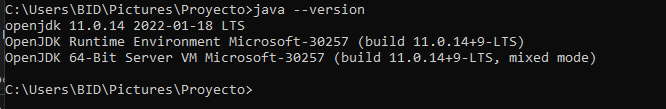 C:\Users\BID\Pictures\Proyecto>java --version
openjdk 11.0.14 2022-01-18 LTS
OpenJDK Runtime Environment Microsoft-30257 (build 11.0.14+9-LTS)
OpenJDK 64-Bit Server VM Microsoft-30257 (build 11.0.14+9-LTS, mixed mode)
C:\Users\BID\Pictures\Proyecto>